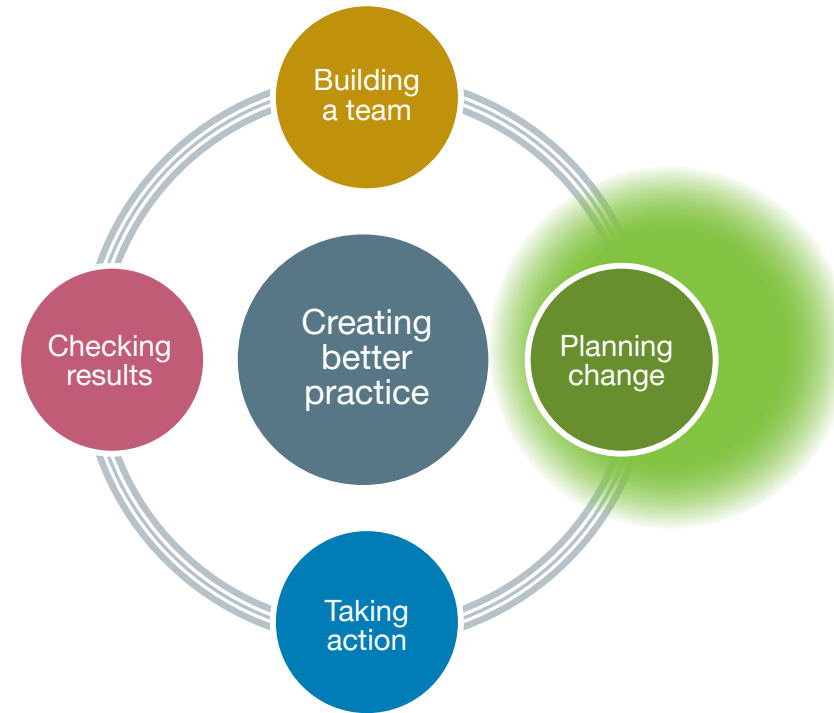 Building
a team
Creating
better
practice
Checking
results
Planning
change
Taking
action